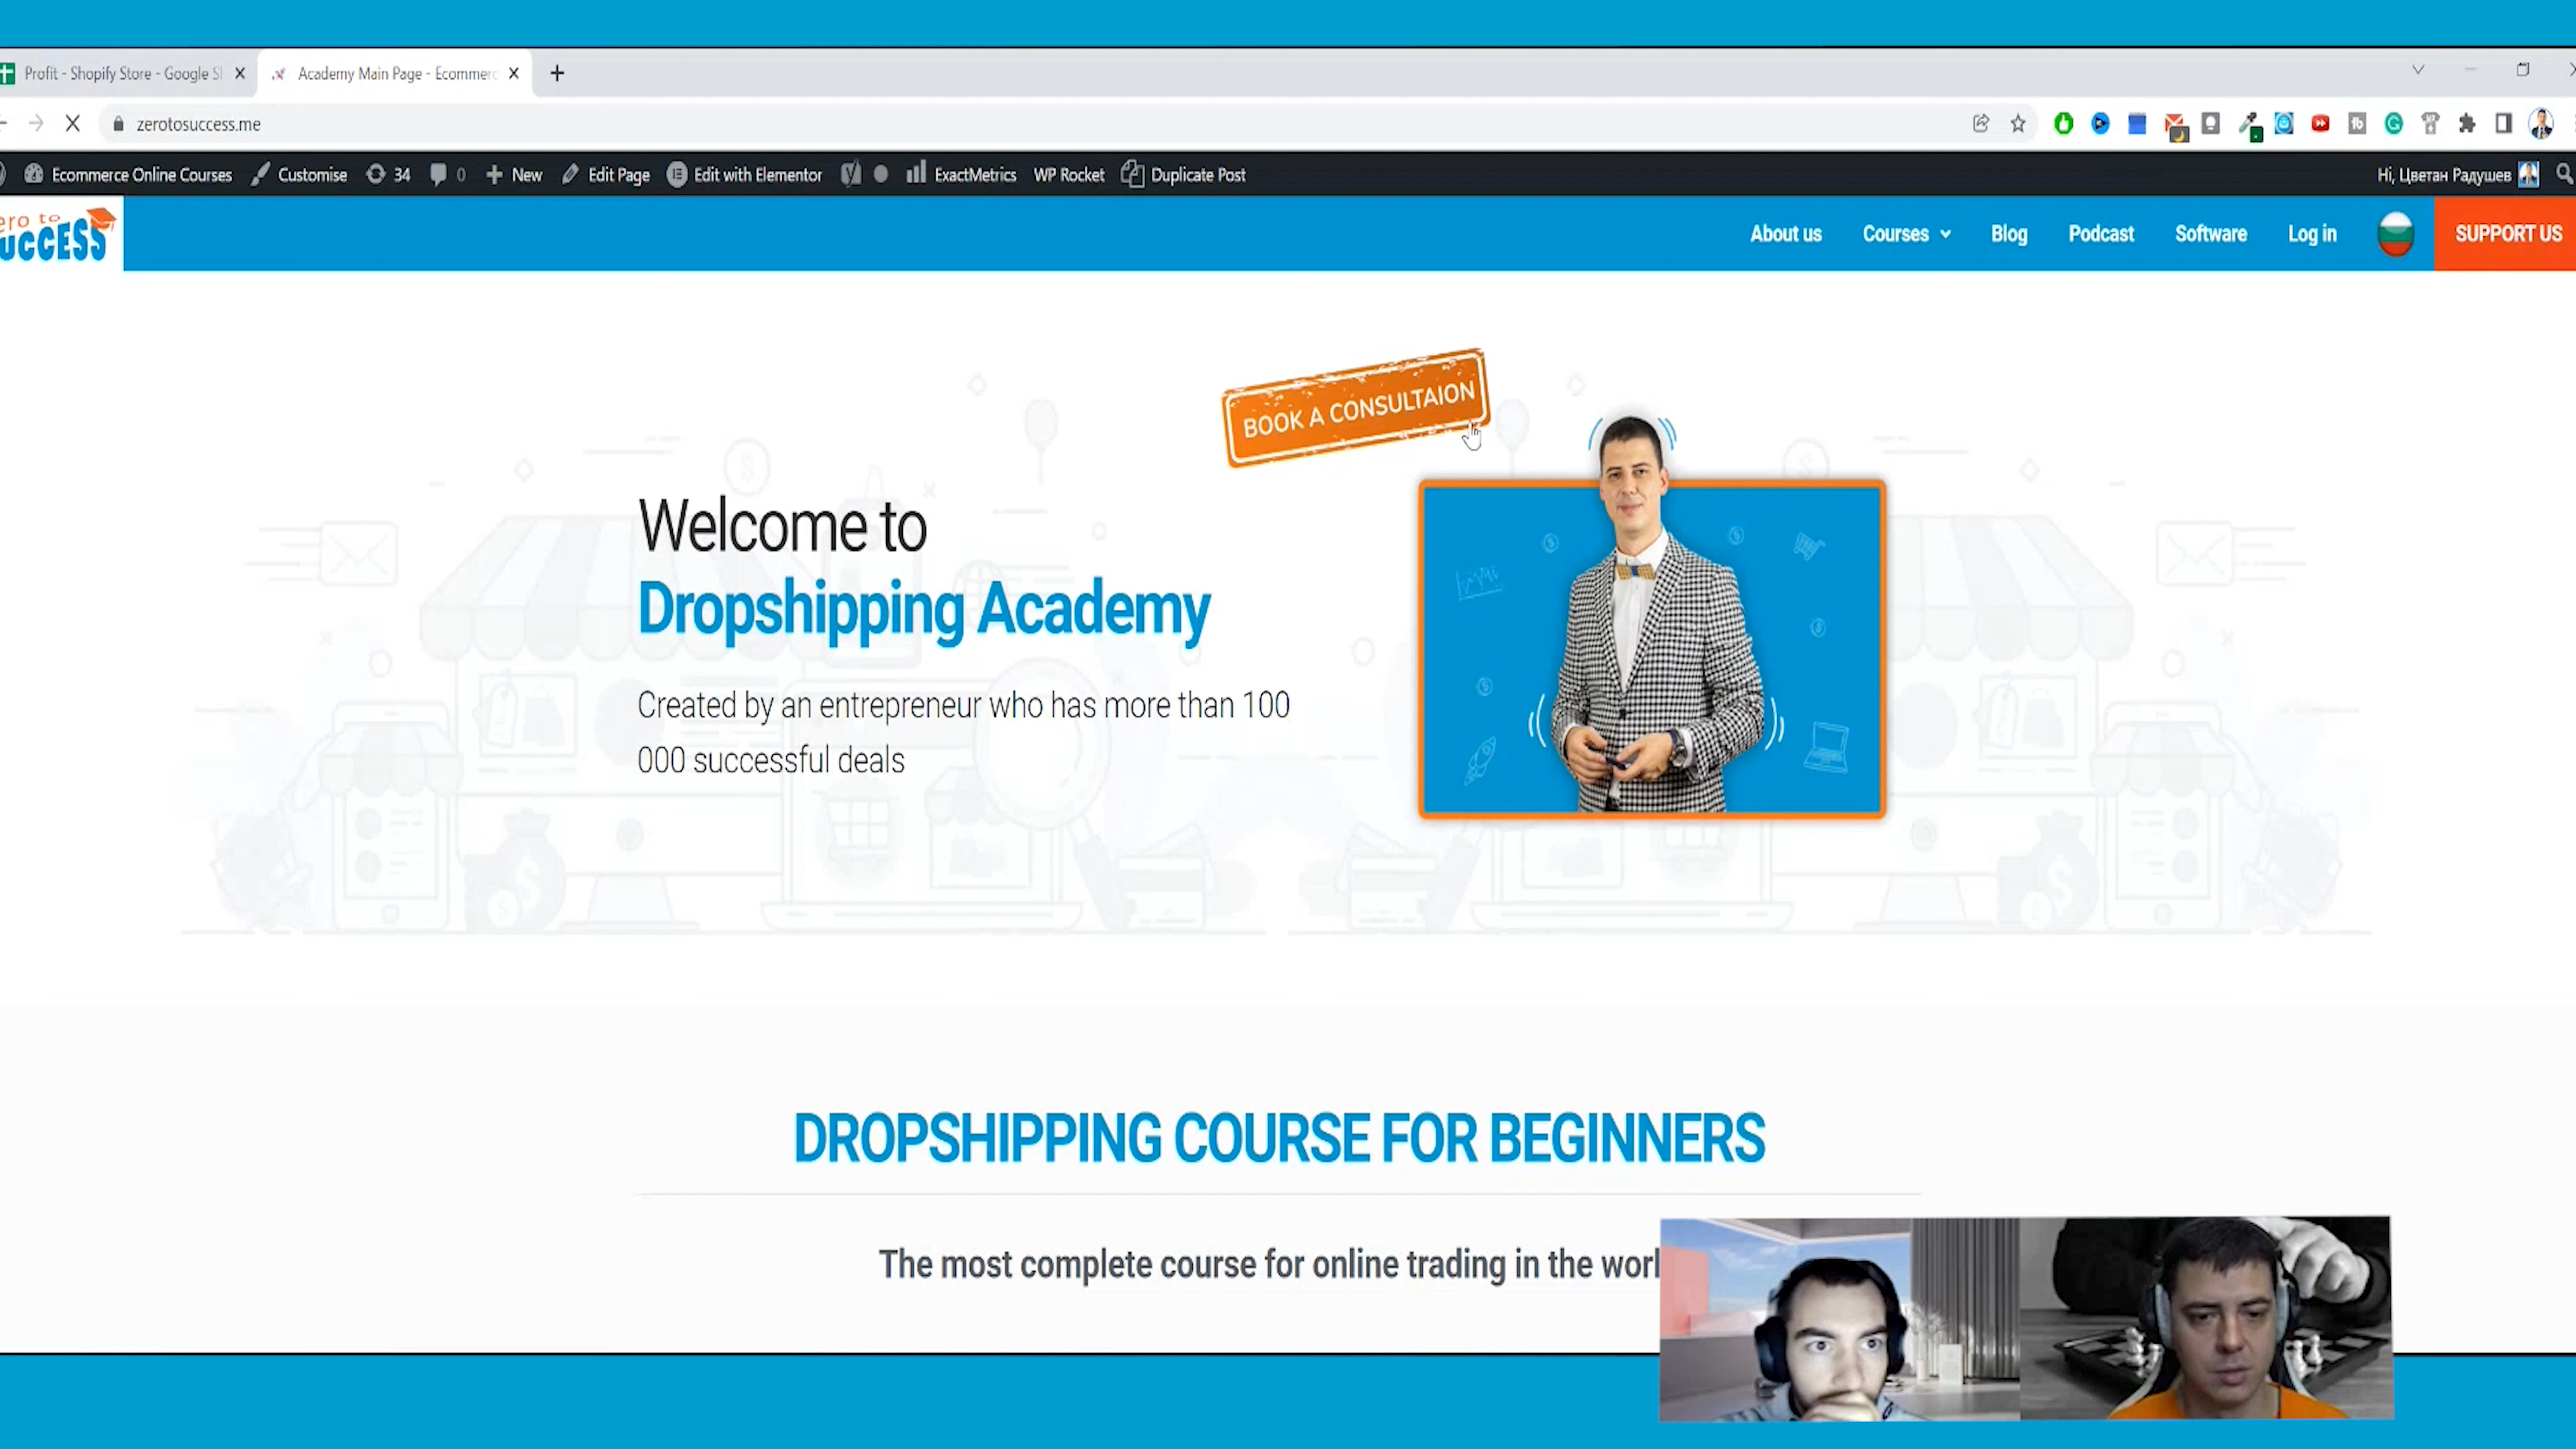 Profit - Shopify Store - Google S
Academy Main Page - Ecommerc
zerotosuccess.me
Ecommerce Online Courses Customise 34 0 New Edit Page Edit with Elementor ExactMetrics WP Rocket Duplicate Post Hi, Цветан Радушев
ero to
UCCESS
About us Courses Blog Podcast Software Log in SUPPORT US
BOOK A CONSULTAION
Welcome to
Dropshipping Academy
Created by an entrepreneur who has more than 100
000 successful deals
DROPSHIPPING COURSE FOR BEGINNERS
The most complete course for online trading in the worl